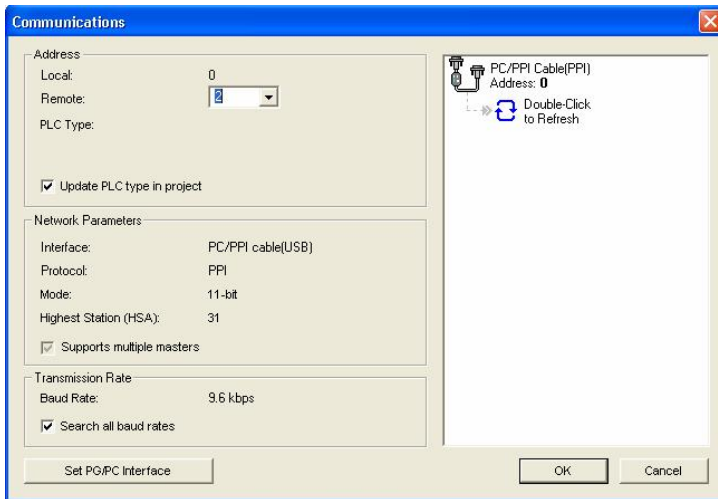 Communications
Address
Local: 0
Remote: 2
PLC Type:
Update PLC type in project
Network Parameters
Interface: PC/PPI cable(USB)
Protocol: PPI
Mode: 11-bit
Highest Station (HSA): 31
Supports multiple masters
Transmission Rate
Baud Rate: 9.6 kbps
Search all baud rates
Set PG/PC Interface
PC/PPI Cable(PPI)
Address: 0
Double-Click
to Refresh
OK
Cancel